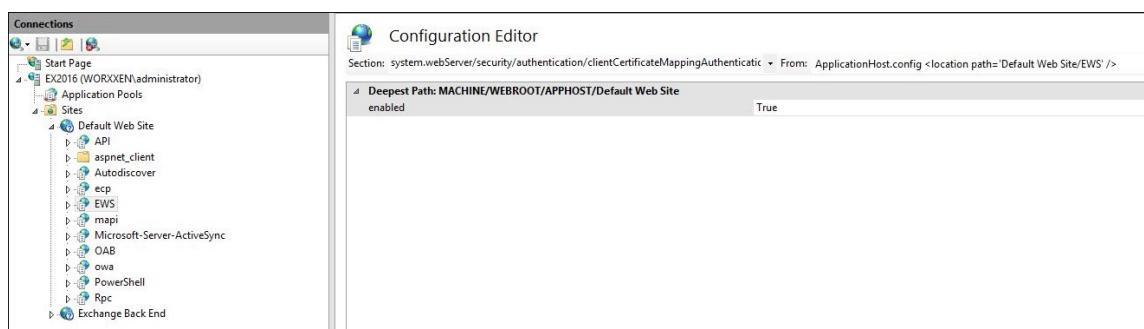 Connections
Start Page
EX2016 (WORXXEN\administrator)
Application Pools
Sites
Default Web Site
API
aspnet_client
Autodiscover
ecp
EWS
mapi
Microsoft-Server-ActiveSync
OAB
owa
PowerShell
Rpc
Exchange Back End
Configuration Editor
Section: system.webServer/security/authentication/clientCertificateMappingAuthenticatic From: ApplicationHost.config <location path='Default Web Site/EWS' />
Deepest Path: MACHINE/WEBROOT/APPHOST/Default Web Site
enabled True